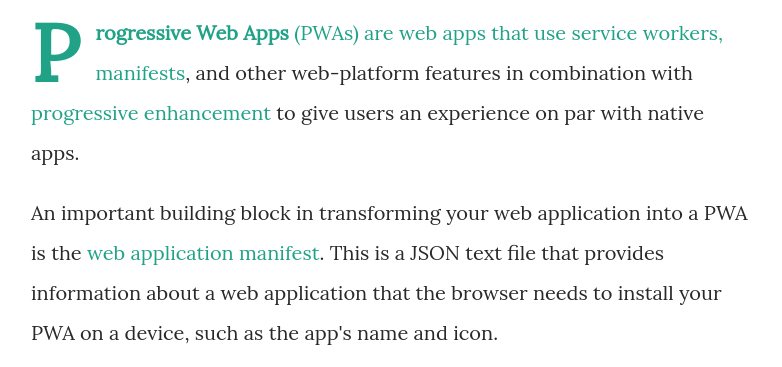 Progressive Web Apps (PWAs) are web apps that use service workers,
manifests, and other web-platform features in combination with
progressive enhancement to give users an experience on par with native
apps.
An important building block in transforming your web application into a PWA
is the web application manifest. This is a JSON text file that provides
information about a web application that the browser needs to install your
PWA on a device, such as the app's name and icon.